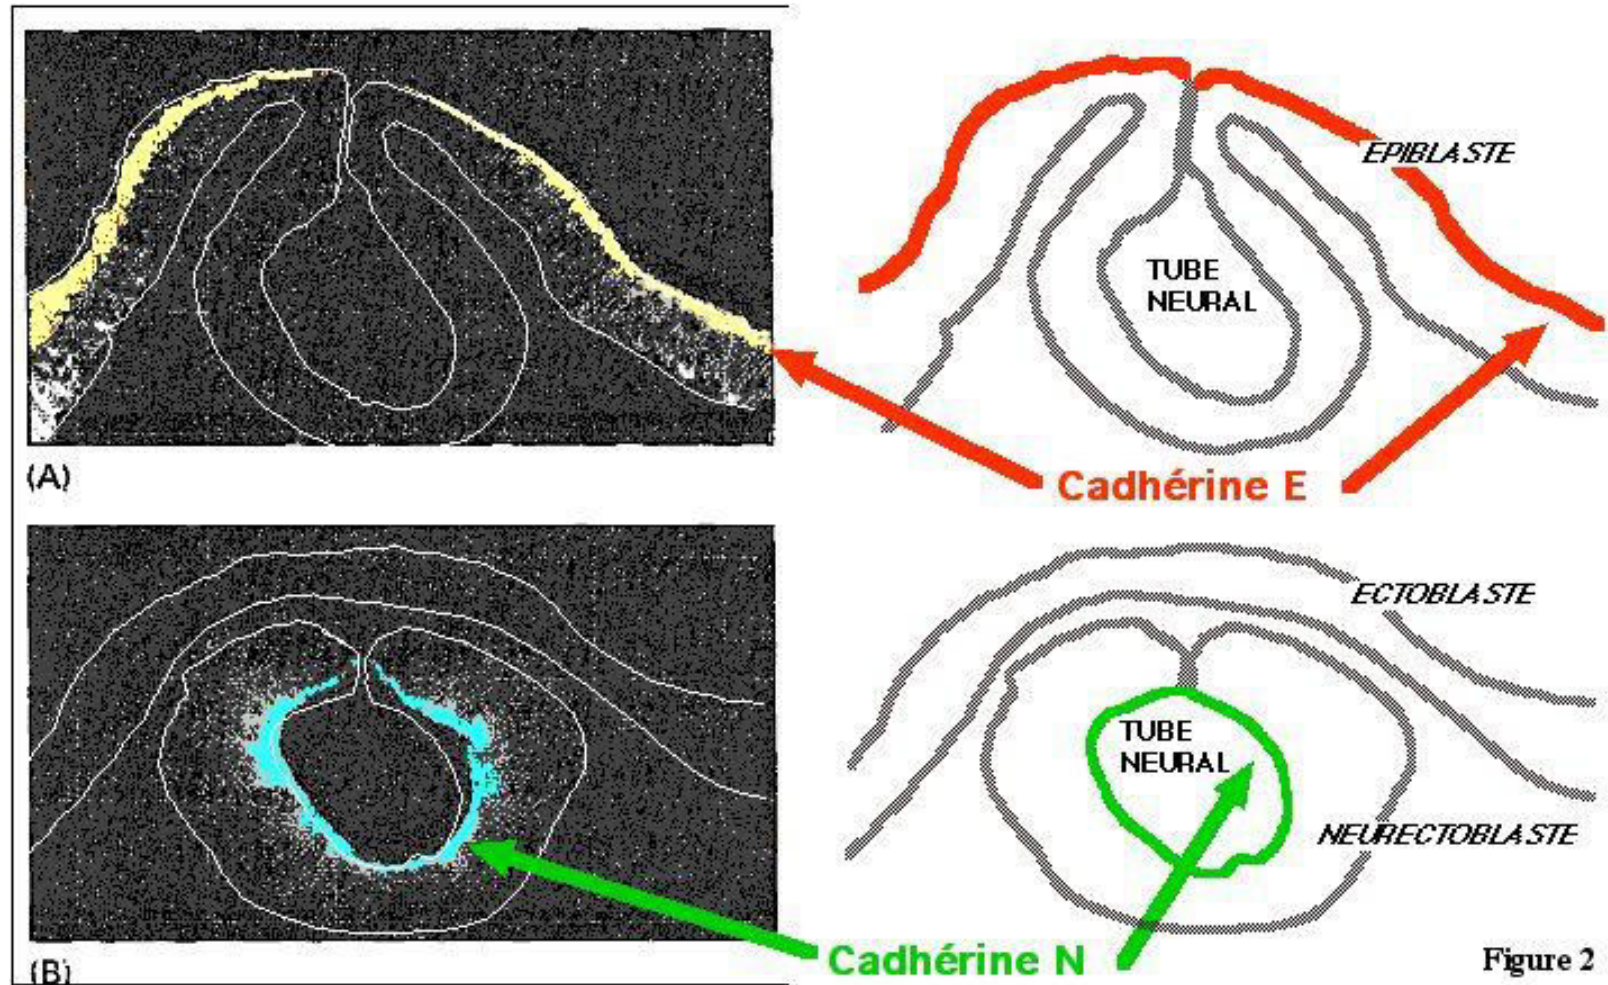 EPIBLASTE
TUBE
NEURAL
(A)
Cadhérine E
ECTOBLASTE
TUBE
NEURAL
NEURECTOBLASTE
Cadhérine N
(B)
Figure 2